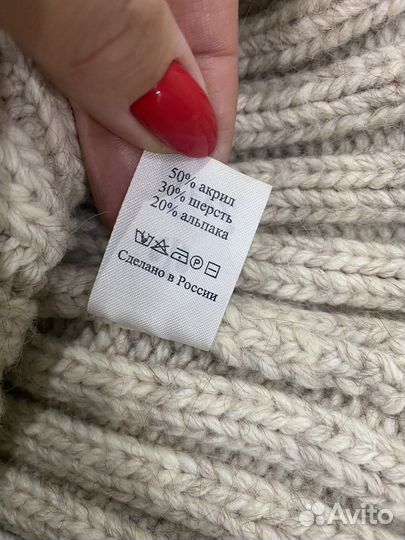 50% акрил
30% шерсть
20% альпака
P
Сделано в России
Avito